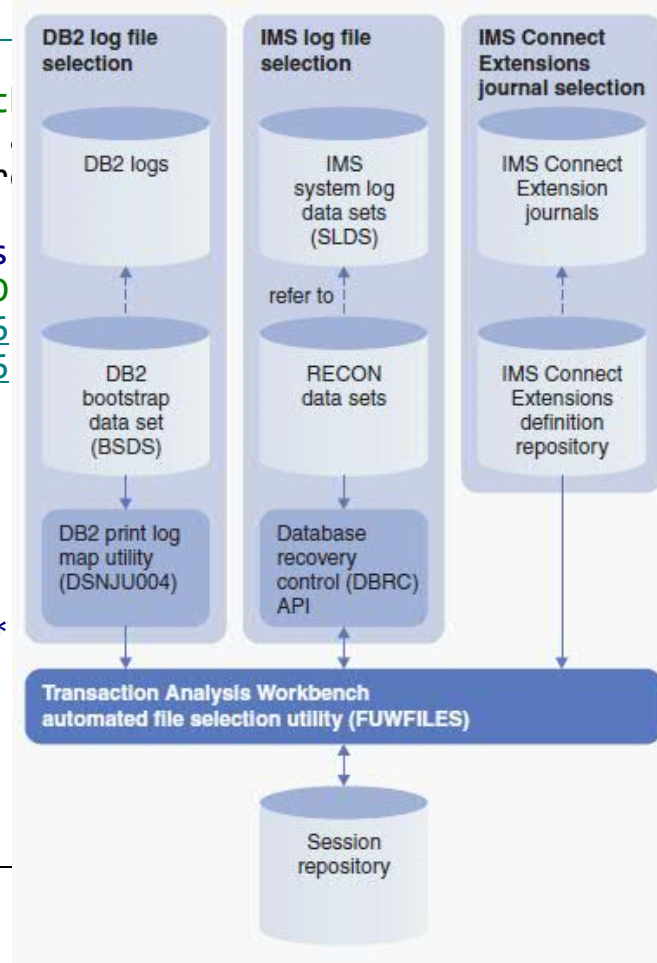 DB2 log file
selection
DB2 logs
DB2
bootstrap
data set
(BSDS)
DB2 print log
map utility
(DSNJU004)
IMS log file
selection
IMS
system log
data sets
(SLDS)
refer to
RECON
data sets
Database
recovery
control (DBRC)
API
IMS Connect
Extensions
journal selection
IMS Connect
Extension
journals
IMS Connect
Extensions
definition
repository
Transaction Analysis Workbench
automated file selection utility (FUWFILES)
Session
repository
*